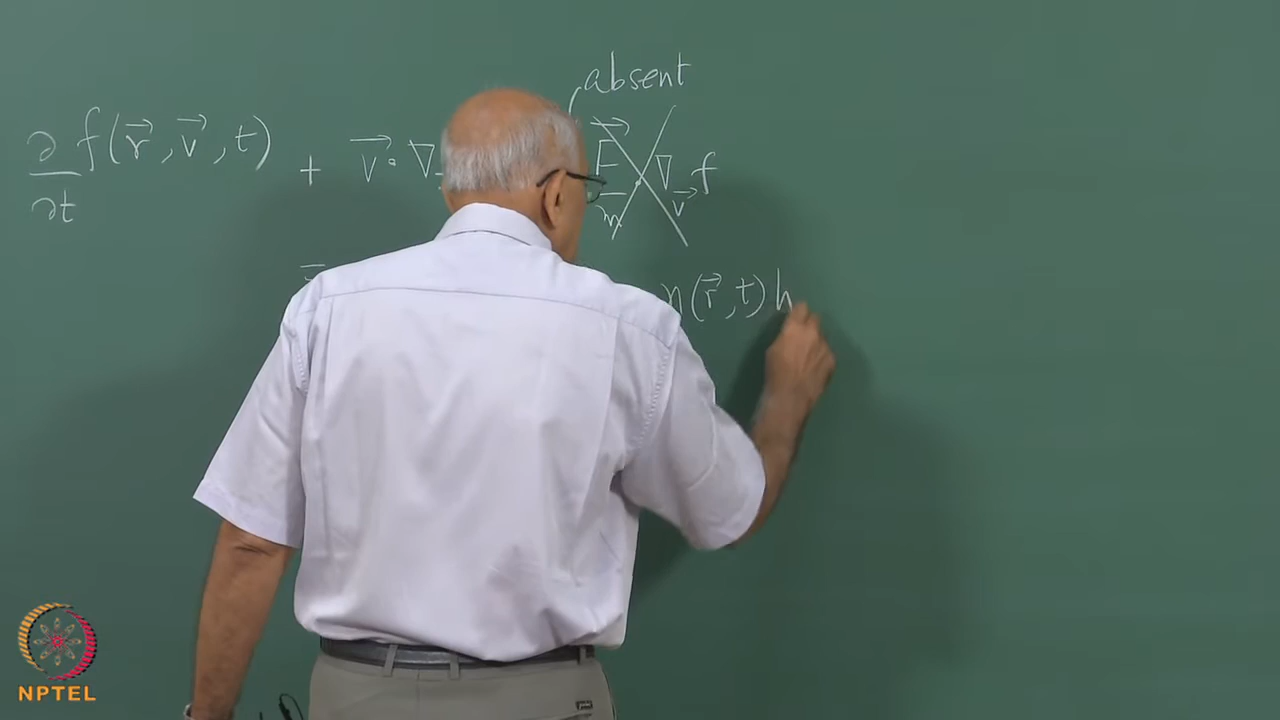 absent
∂/∂t f(r⃗, v⃗, t) + v⃗ · ∇ F⃗/m · ∇v⃗ f
= n(r⃗, t) h
NPTEL